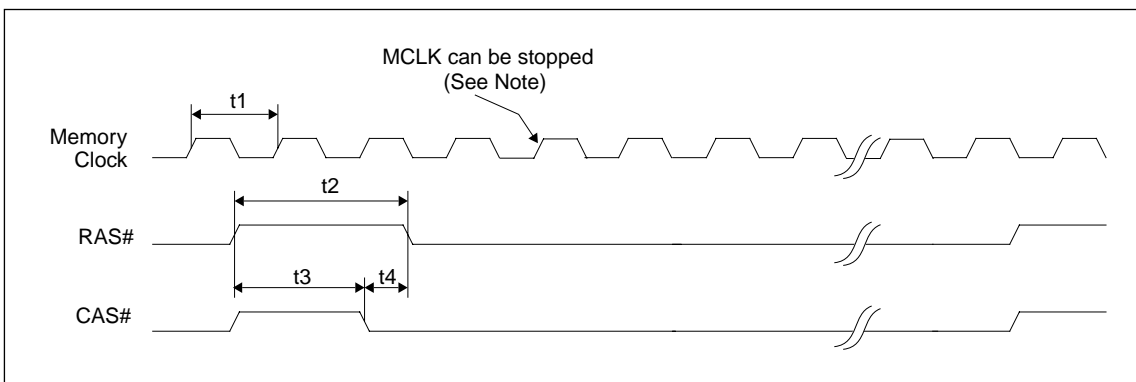 MCLK can be stopped
(See Note)
t1
Memory
Clock
t2
RAS#
t3
t4
CAS#